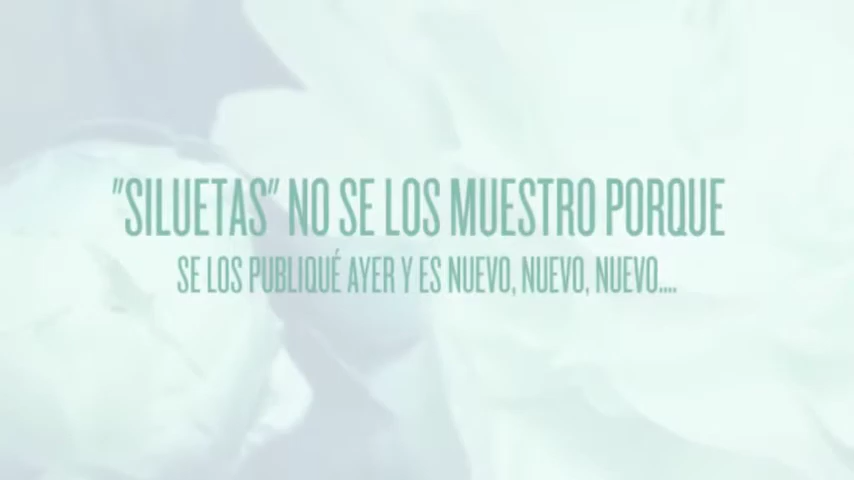 "SILUETAS" NO SE LOS MUESTRO PORQUE
SE LOS PUBLIQUÉ AYER Y ES NUEVO, NUEVO, NUEVO....